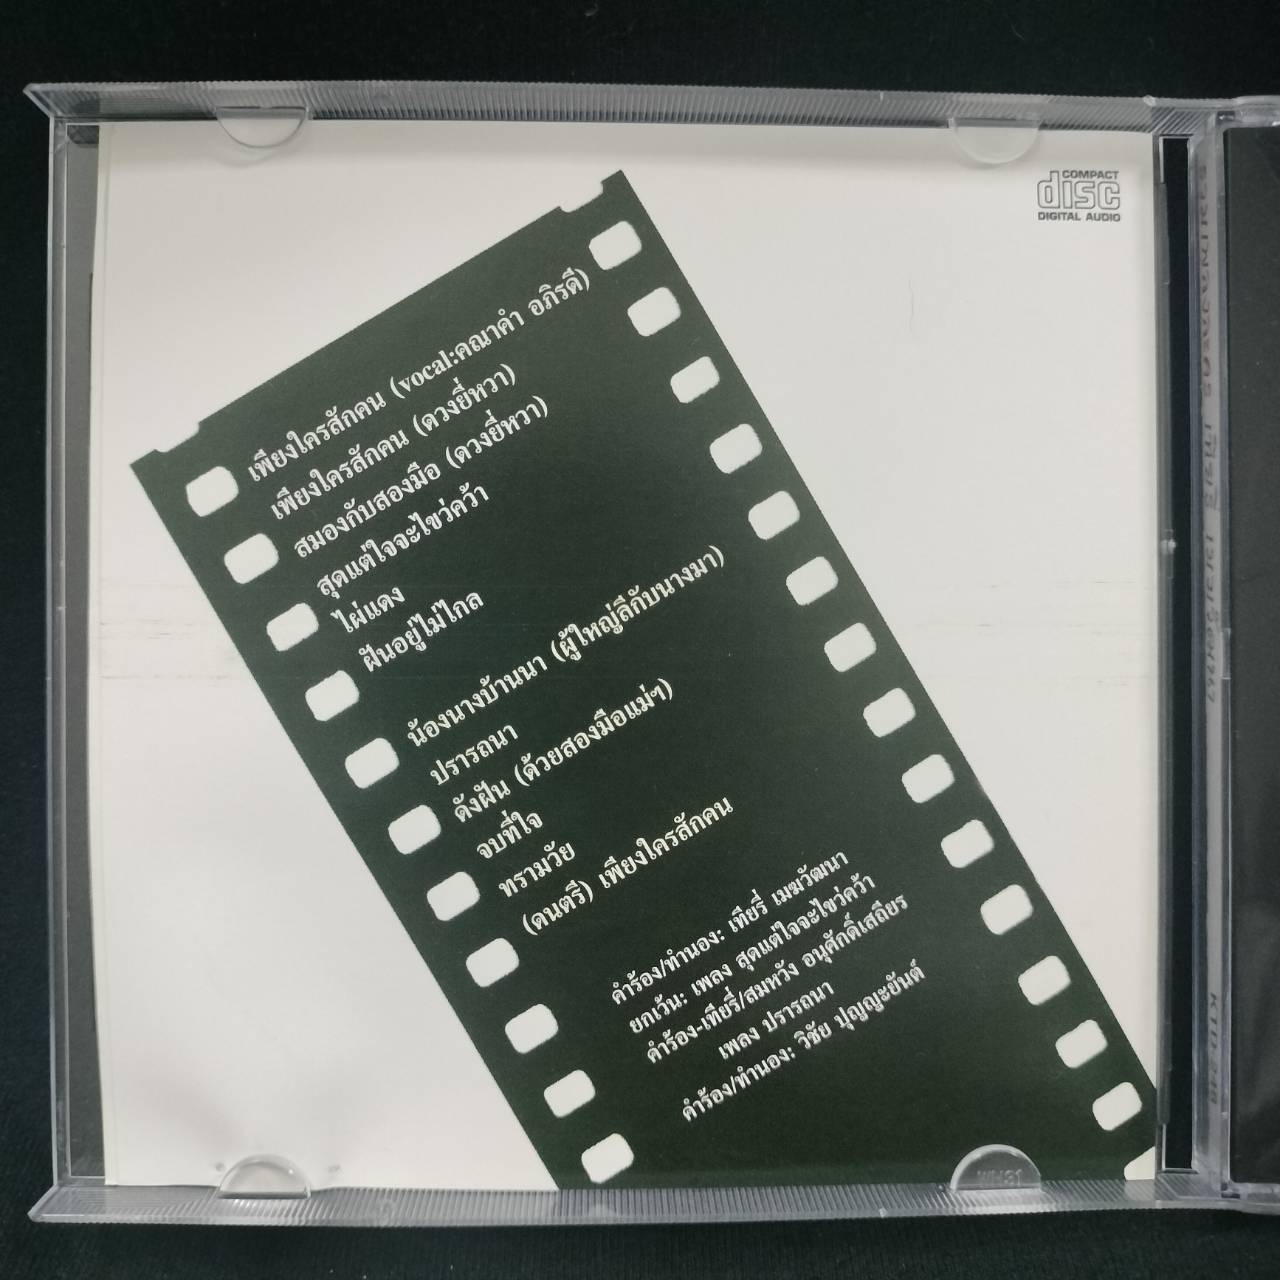 COMPACT
disc
DIGITAL AUDIO
เพียงใครสักคน (vocal:คณาคำ อภิรดี)
เพียงใครสักคน (ดวงยี่หวา)
สมองกับสองมือ (ดวงยี่หวา)
สุดแต่ใจจะไขว่คว้า
ไผ่แดง
ฝันอยู่ไม่ไกล
น้องนางบ้านนา (ผู้ใหญ่ลีกับนางมา)
ปรารถนา
ดังฝัน (ด้วยสองมือแม่ฯ)
จบที่ใจ
ทรามวัย
(ดนตรี) เพียงใครสักคน
คำร้อง/ทำนอง: เทียรี่ เมฆวัฒนา
ยกเว้น: เพลง สุดแต่ใจจะไขว่คว้า
คำร้อง-เทียรี่/สมหวัง อนุศักดิ์เสถียร
เพลง ปรารถนา
คำร้อง/ทำนอง: วิชัย ปุญญะยันต์